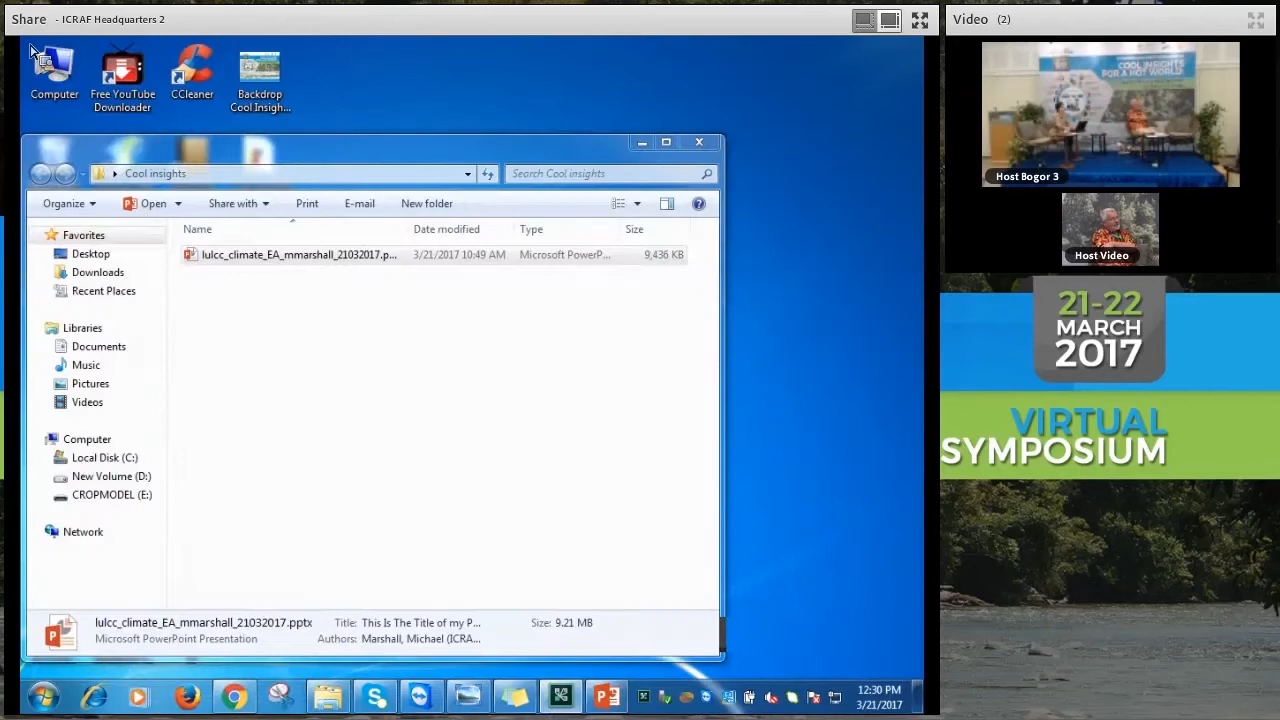 Share - ICRAF Headquarters 2
Computer
Free YouTube
Downloader
CCleaner
Backdrop
Cool Insigh...
Cool insights
Search Cool insights
Organize
Open
Share with
Print
E-mail
New folder
Name
Date modified
Type
Size
lulcc_climate_EA_mmarshall_21032017.p...
3/21/2017 10:49 AM
Microsoft PowerP...
9,436 KB
Favorites
Desktop
Downloads
Recent Places
Libraries
Documents
Music
Pictures
Videos
Computer
Local Disk (C:)
New Volume (D:)
CROPMODEL (E:)
Network
lulcc_climate_EA_mmarshall_21032017.pptx
Title: This Is The Title of my P...
Size: 9.21 MB
Microsoft PowerPoint Presentation
Authors: Marshall, Michael (ICRA...
12:30 PM
3/21/2017
Video (2)
COOL INSIGHTS
FOR A HOT WORLD
Host Bogor 3
Host Video
21-22
MARCH
2017
VIRTUAL
SYMPOSIUM